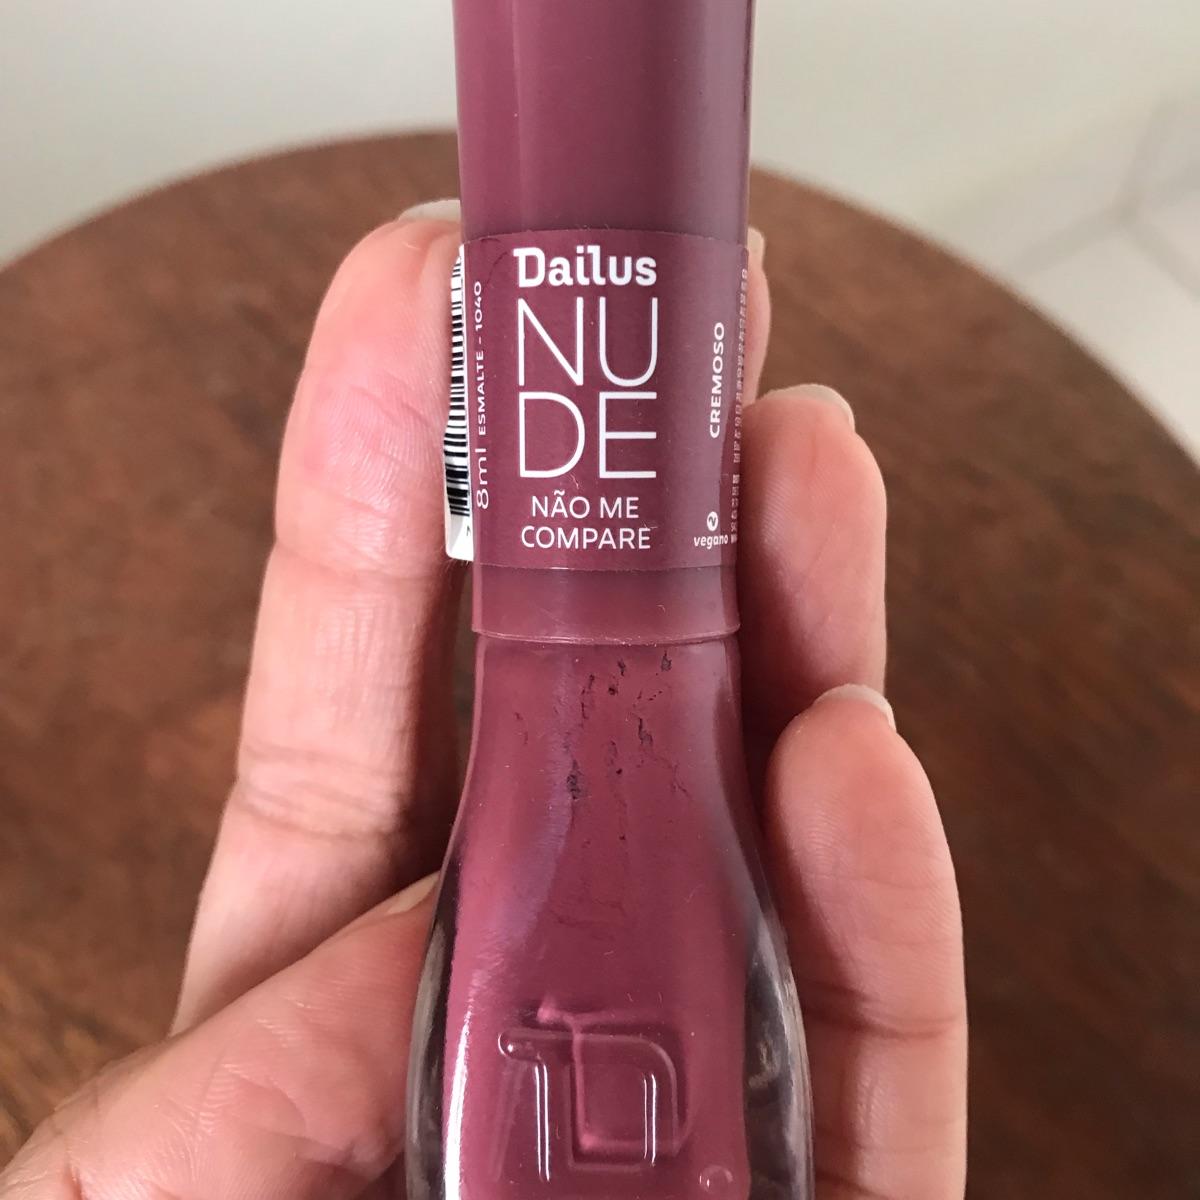 Dailus
NU
DE
NÃO ME
COMPARE
8ml ESMALTE - 1040
CREMOSO
vegano
D.